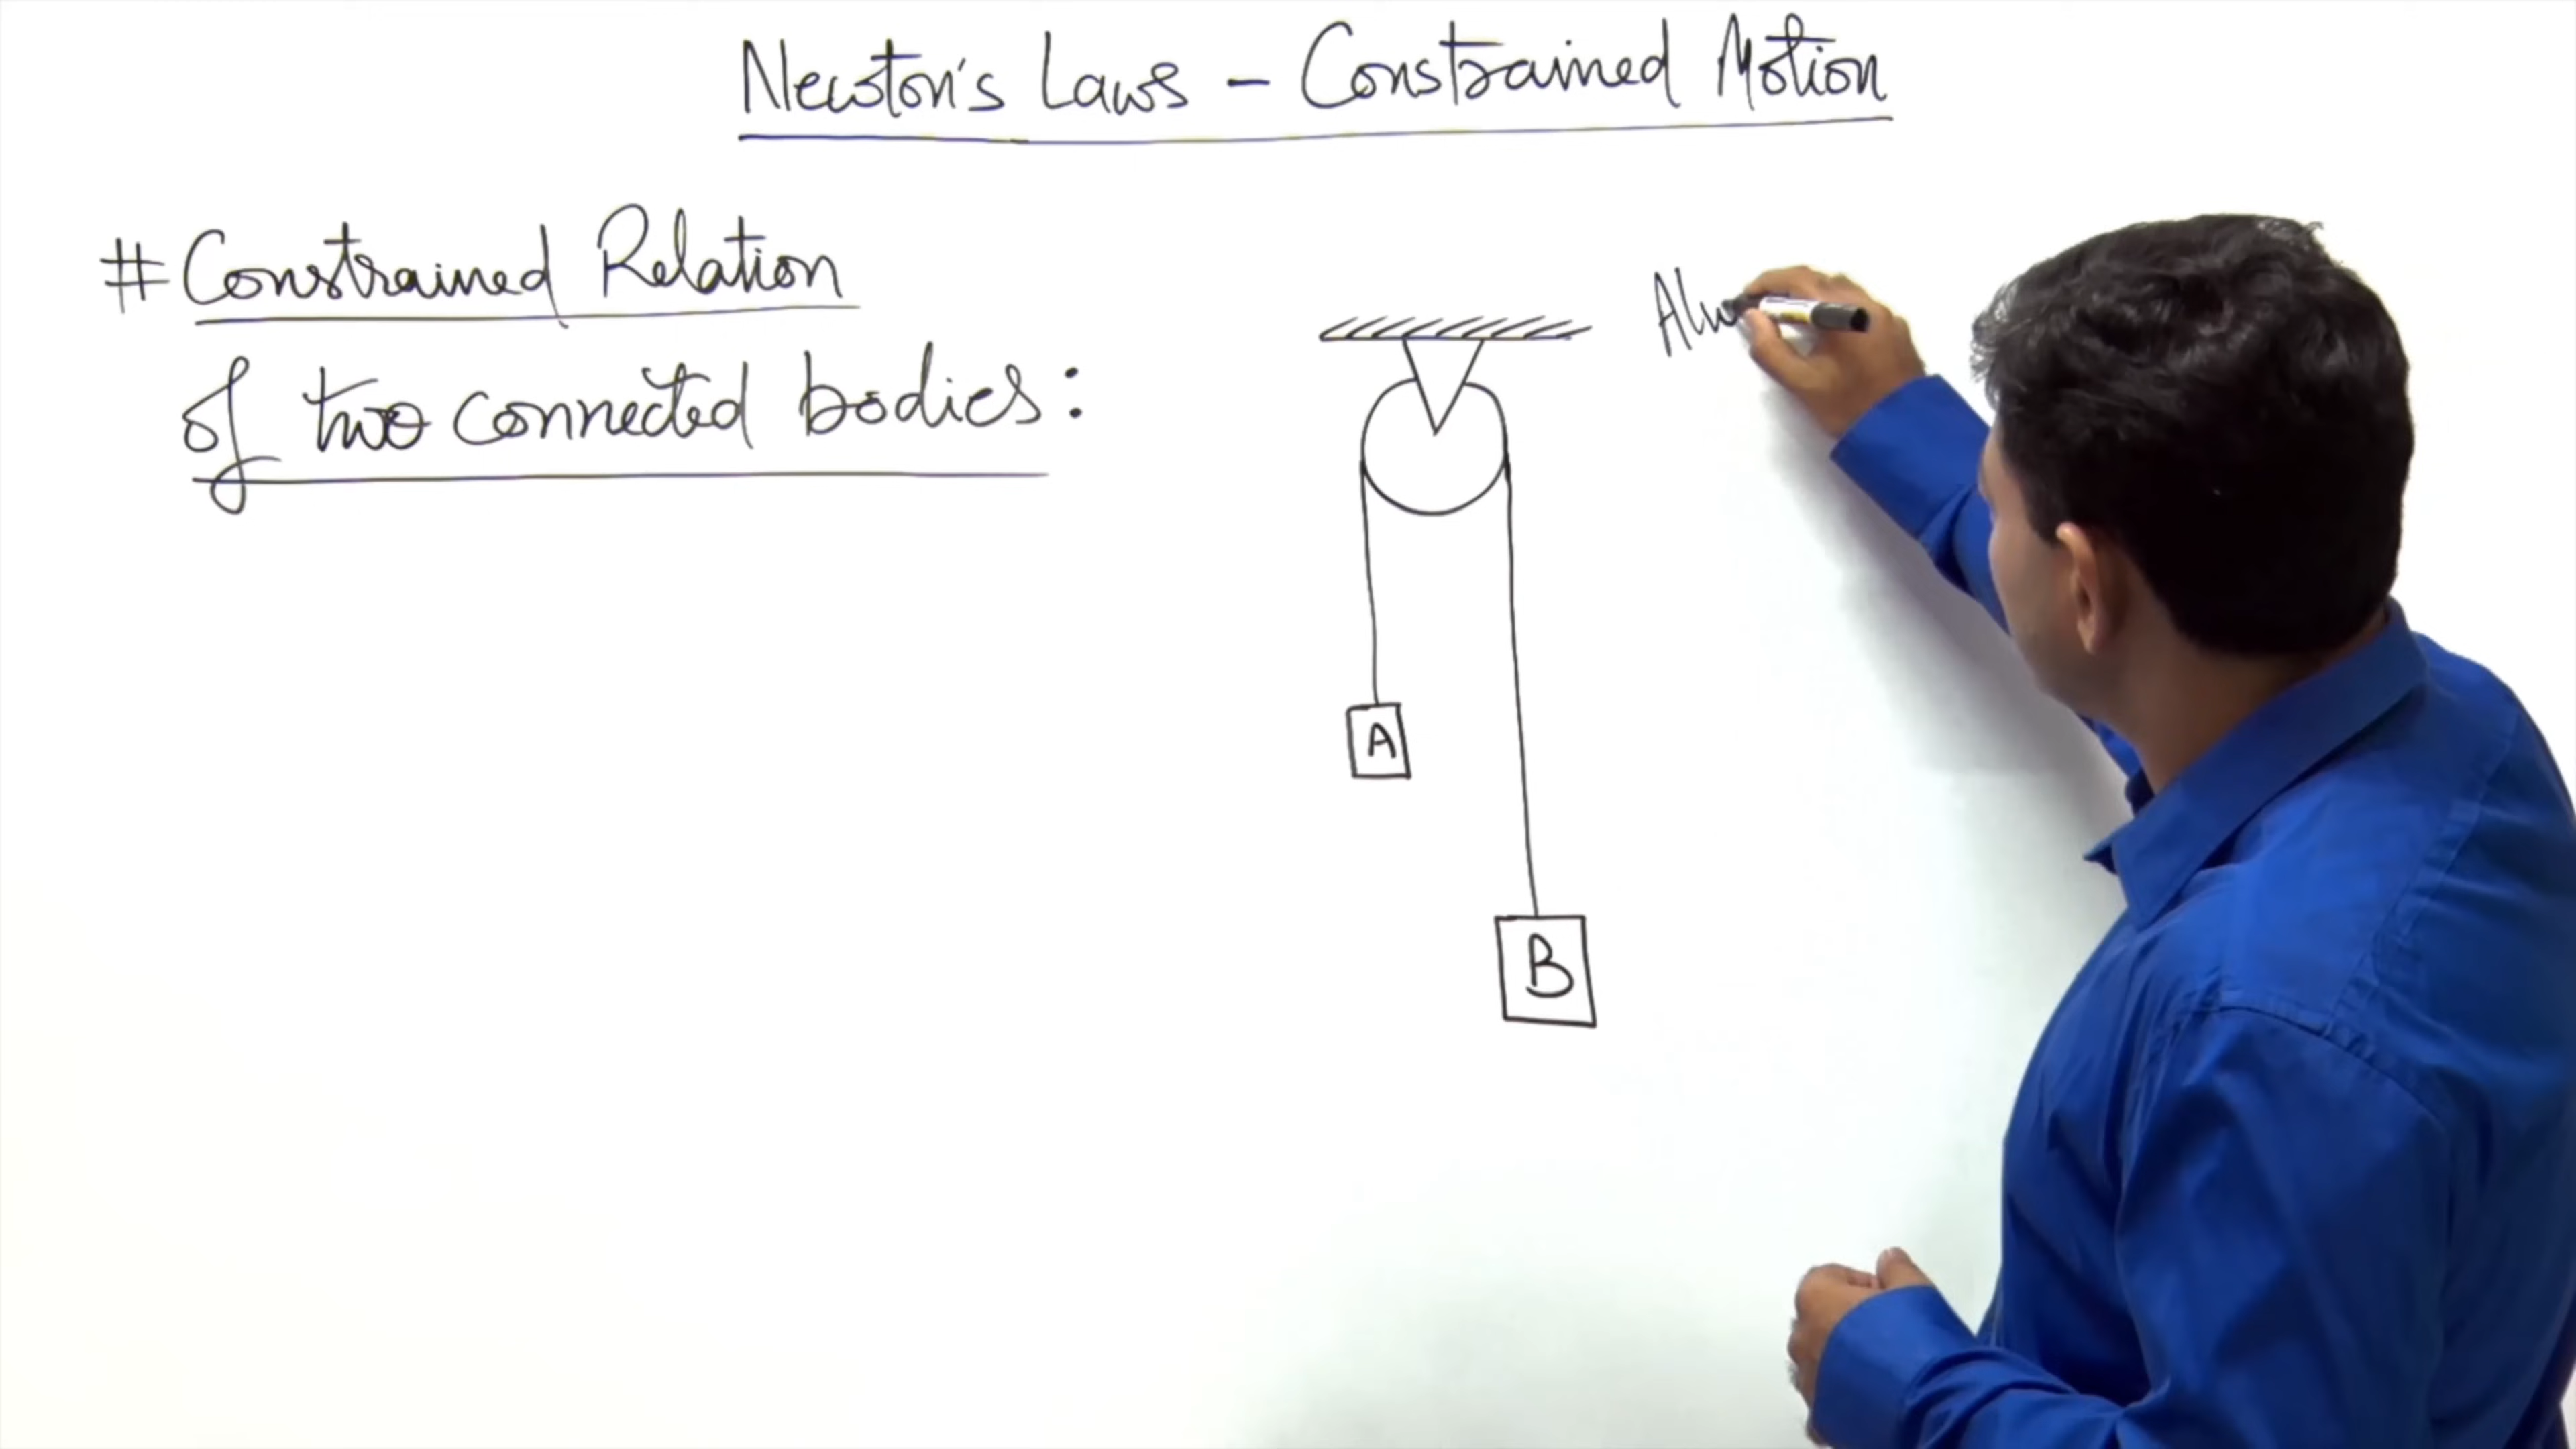 Newton's Laws - Constrained Motion
# Constrained Relation
of two connected bodies:
A
B